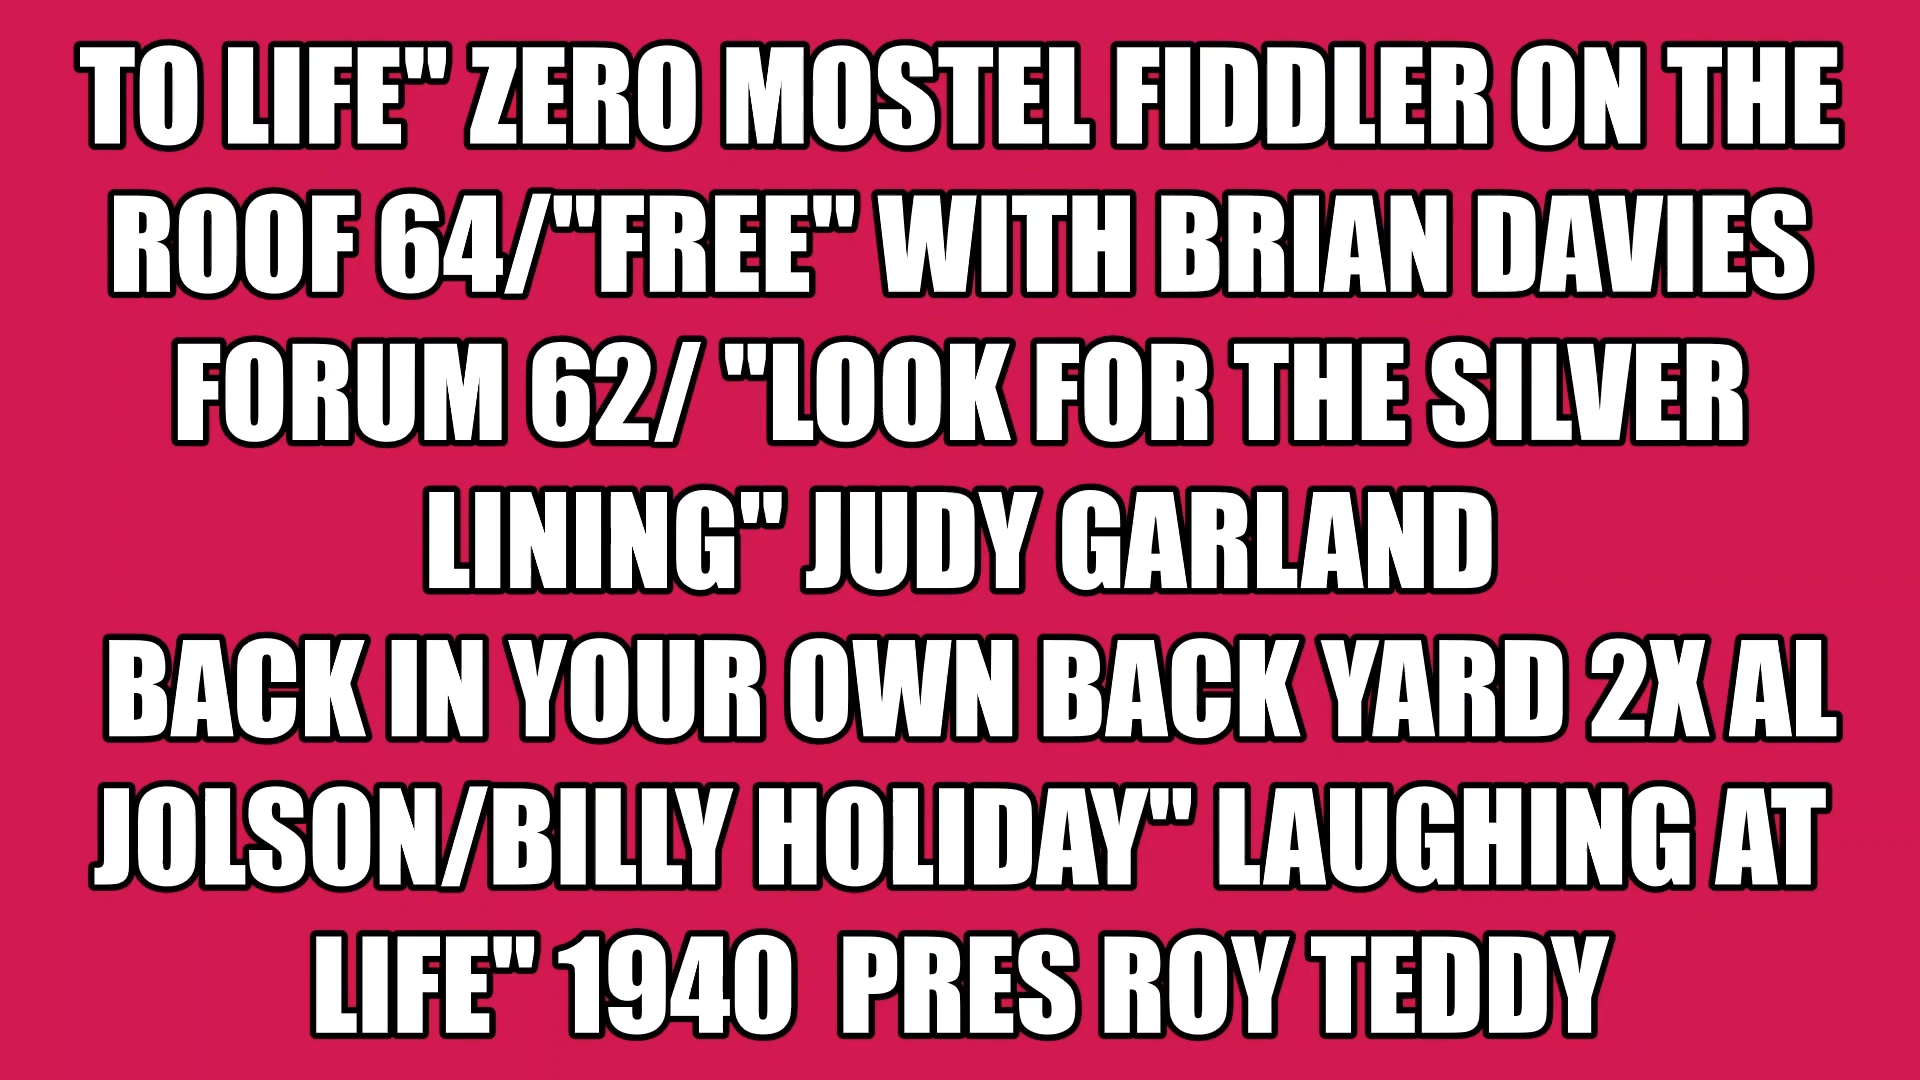 TO LIFE" ZERO MOSTEL FIDDLER ON THE
ROOF 64/"FREE" WITH BRIAN DAVIES
FORUM 62/ "LOOK FOR THE SILVER
LINING" JUDY GARLAND
BACK IN YOUR OWN BACK YARD 2X AL
JOLSON/BILLY HOLIDAY" LAUGHING AT
LIFE" 1940  PRES ROY TEDDY